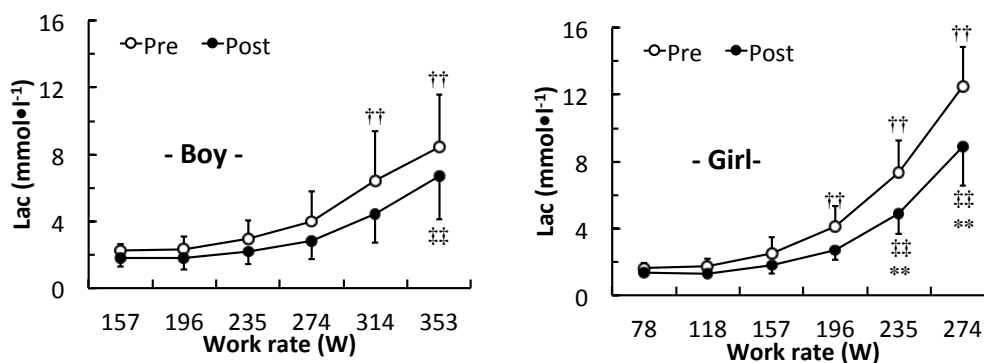 16
Pre Post
††
12
††
Lac (mmol•l-1)
8
- Boy -
4
‡‡
0
157 196 235 274 314 353
Work rate (W)
16
††
Pre Post
12
††
Lac (mmol•l-1)
8
- Girl-
††
‡‡
**
4
‡‡
**
0
78 118 157 196 235 274
Work rate (W)